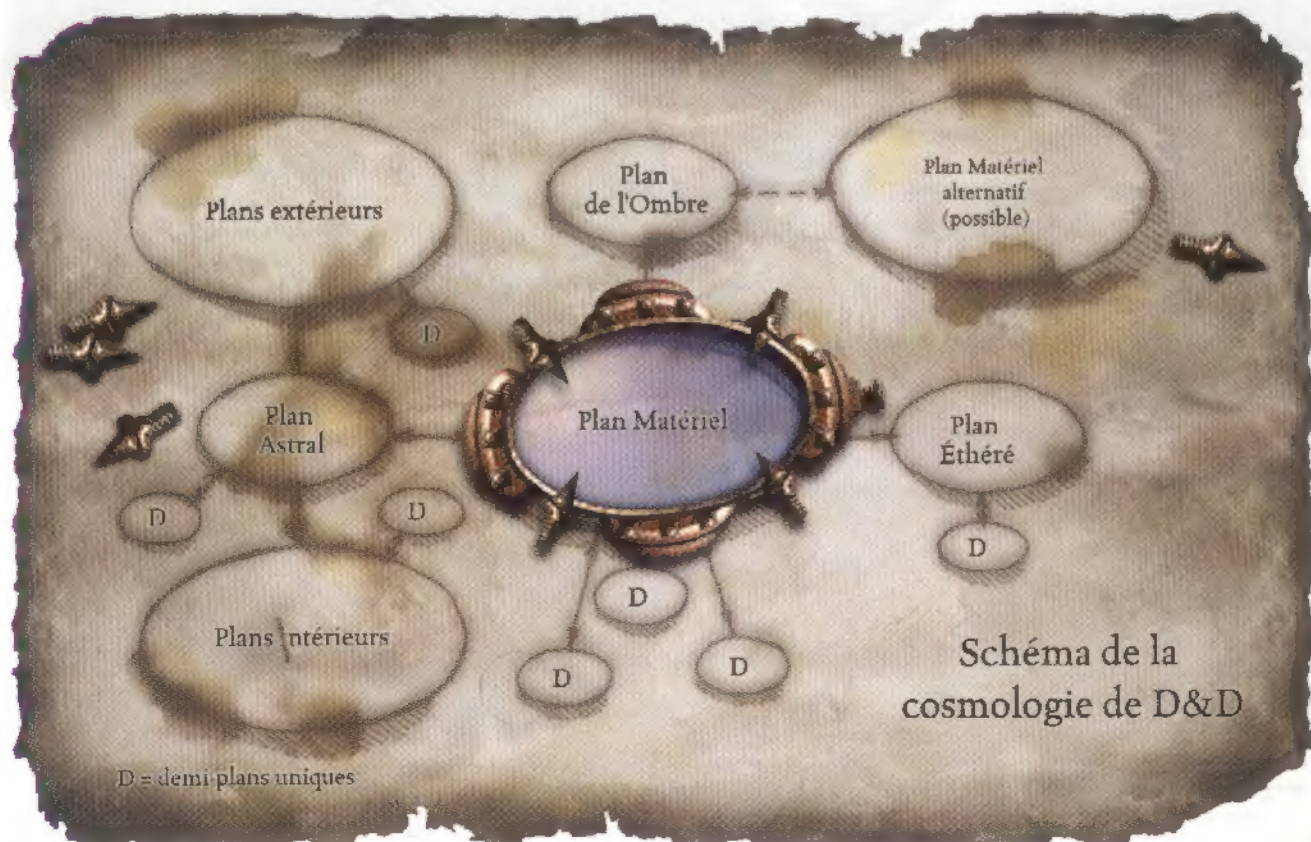 Plans extérieurs
Plan
de l'Ombre
Plan Matériel
alternatif
(possible)
D
Plan
Astral
Plan Matériel
Plan
Éthéré
D
D
D
D
D
D
Plans intérieurs
Schéma de la
cosmologie de D&D
D = demi-plans uniques